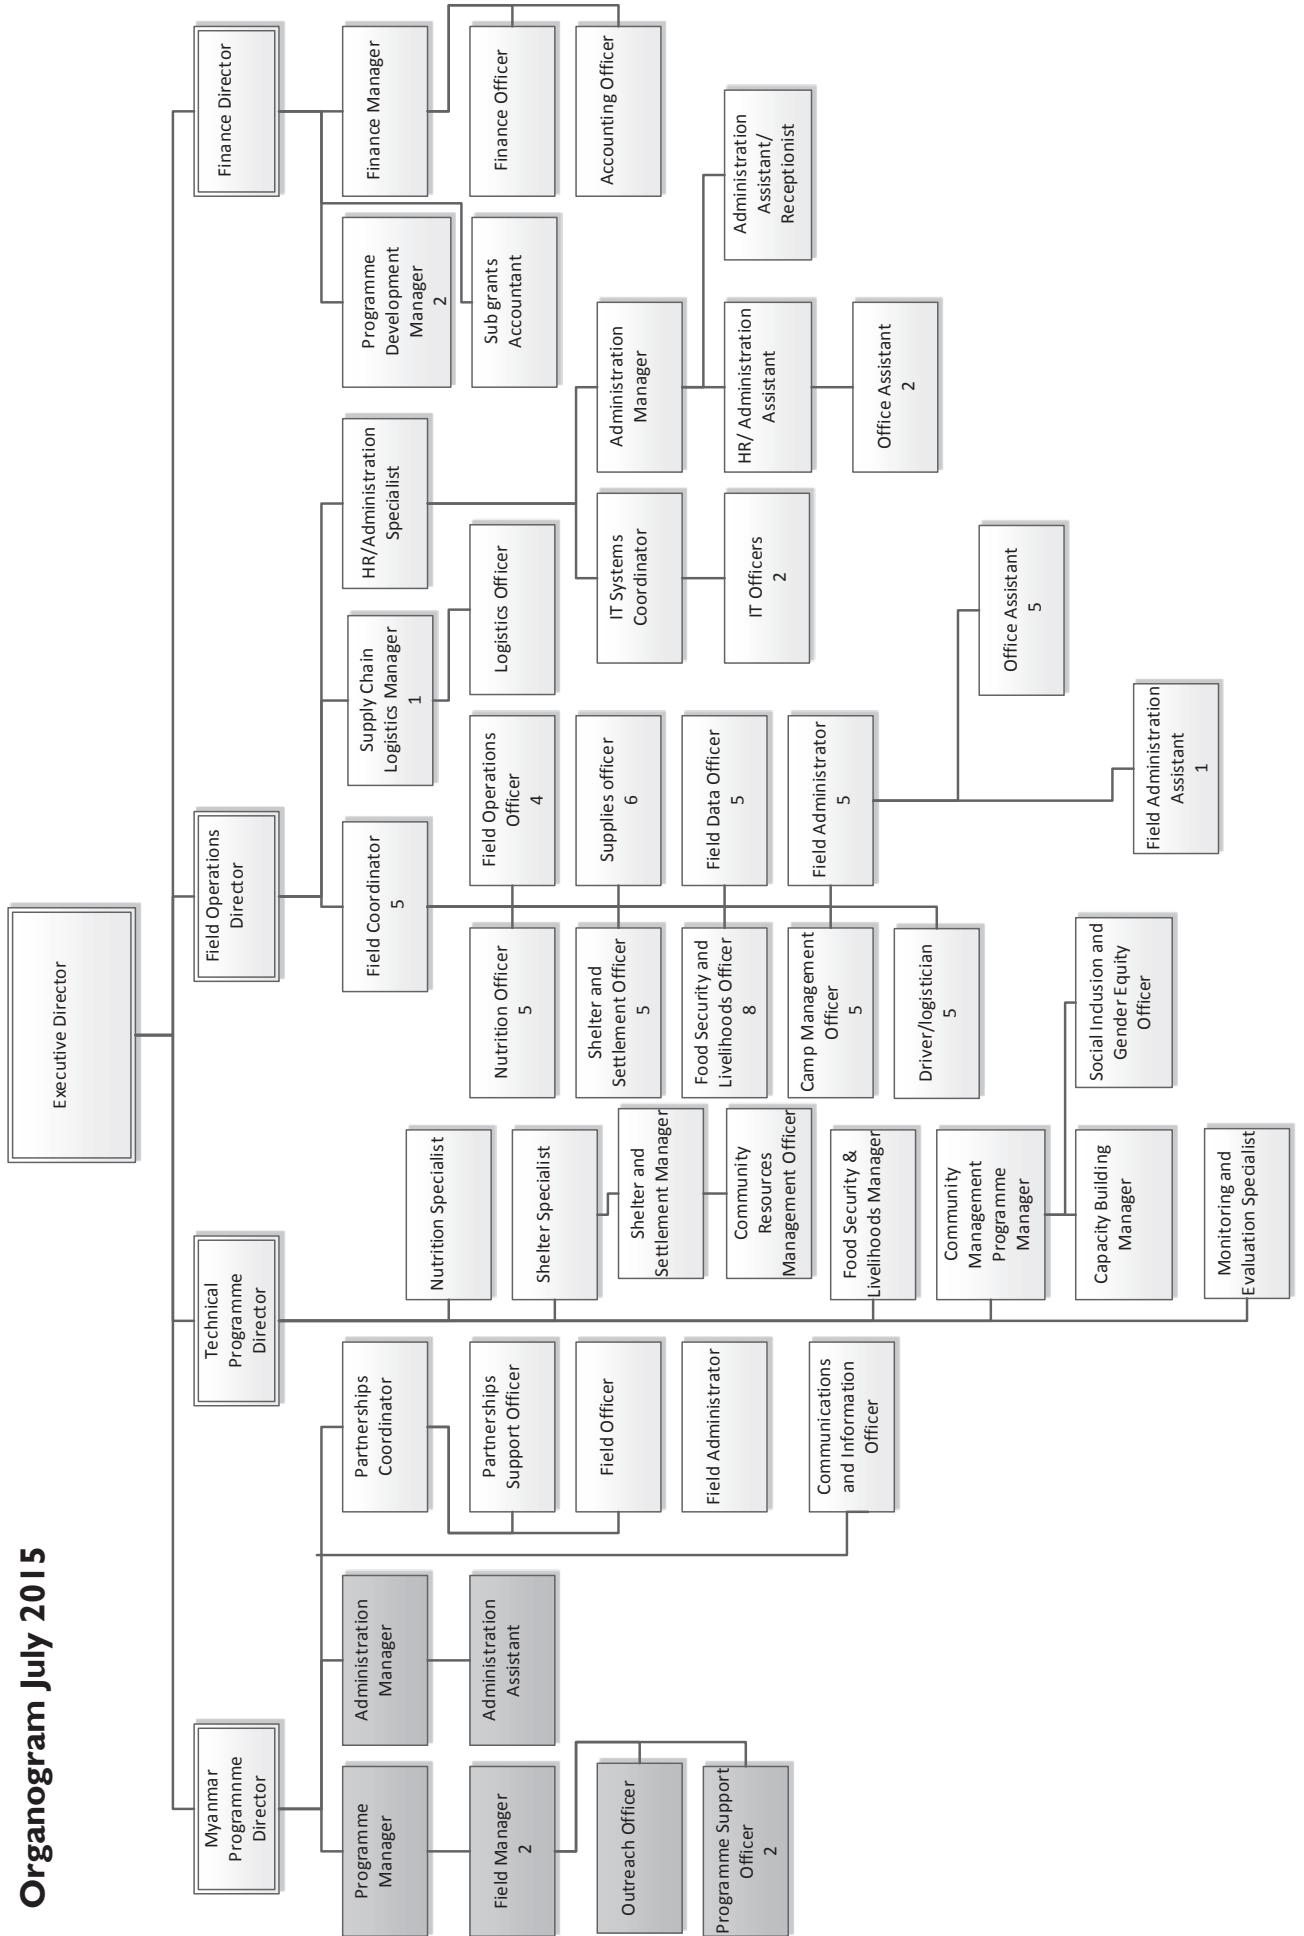 Organogram July 2015
Executive Director
Myanmar
Programnme
Director
Technical
Programme
Director
Field Operations
Director
Finance Director
Programme
Manager
Field Manager
2
Outreach Officer
Programme Support
Officer
2
Administration
Manager
Administration
Assistant
Partnerships
Coordinator
Partnerships
Support Officer
Field Officer
Field Administrator
Communications
and Information
Officer
Nutrition Specialist
Shelter Specialist
Shelter and
Settlement Manager
Community
Resources
Management Officer
Food Security &
Livelihoods Manager
Community
Management
Programme
Manager
Capacity Building
Manager
Social Inclusion and
Gender Equity
Officer
Monitoring and
Evaluation Specialist
Field Coordinator
5
Nutrition Officer
5
Shelter and
Settlement Officer
5
Food Security and
Livelihoods Officer
8
Camp Management
Officer
5
Driver/logistician
5
Field Operations
Officer
4
Supplies officer
6
Field Data Officer
5
Field Administrator
5
Office Assistant
5
Field Administration
Assistant
1
Supply Chain
Logistics Manager
1
Logistics Officer
HR/Administration
Specialist
IT Systems
Coordinator
IT Officers
2
Administration
Manager
HR/ Administration
Assistant
Office Assistant
2
Administration
Assistant/
Receptionist
Programme
Development
Manager
2
Sub grants
Accountant
Finance Manager
Finance Officer
Accounting Officer